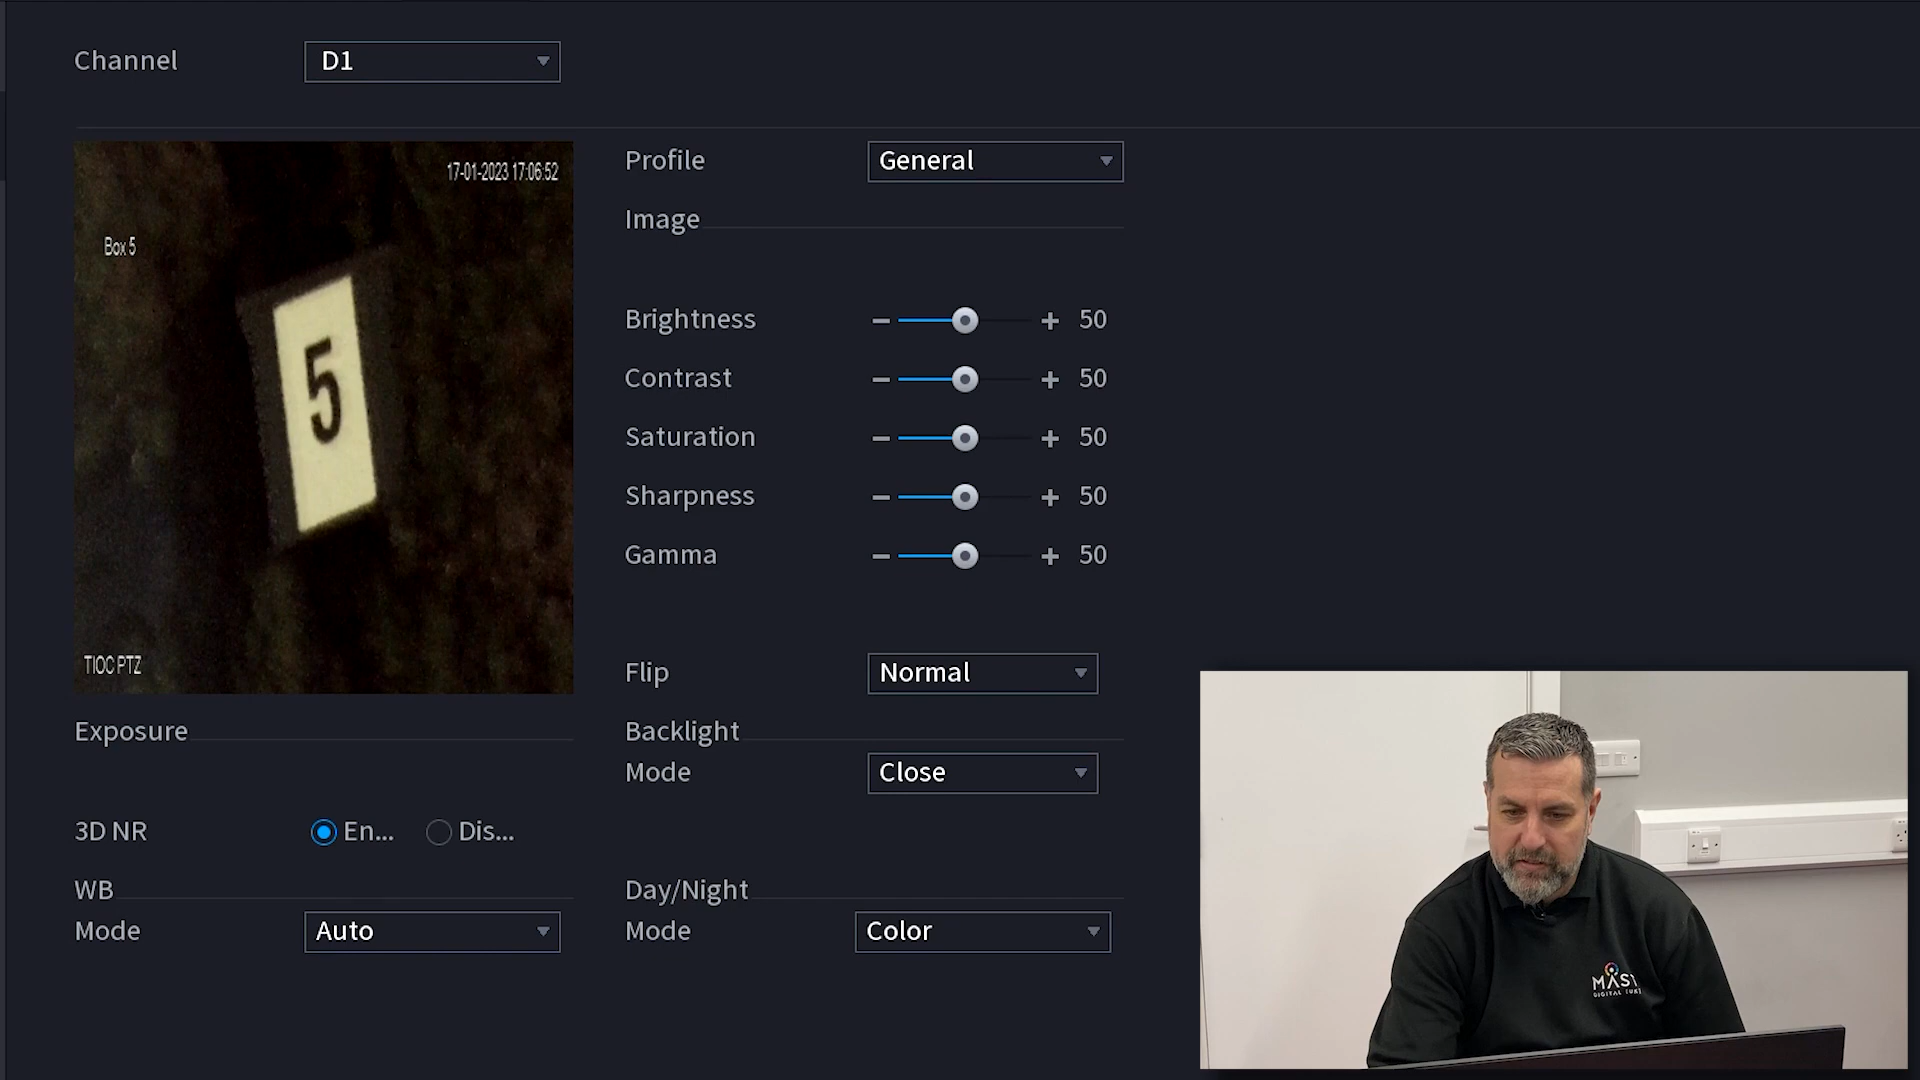 Channel
D1
17-01-2023 17:06:52
Box 5
5
TIOC PTZ
Profile
General
Image
Brightness
50
Contrast
50
Saturation
50
Sharpness
50
Gamma
50
Flip
Normal
Exposure
Backlight
Mode
Close
3D NR
En...
Dis...
WB
Mode
Auto
Day/Night
Mode
Color
MAST
DIGITAL [UK]